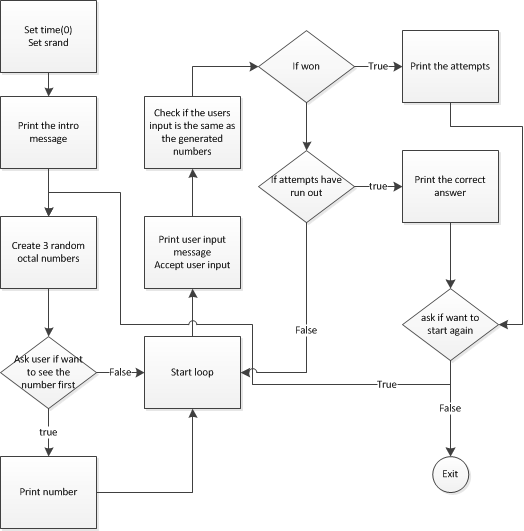 Set time(0)
Set srand
Print the intro
message
Create 3 random
octal numbers
Ask user if want
to see the
number first
False
true
Print number
Start loop
Print user input
message
Accept user input
Check if the users
input is the same as
the generated
numbers
If won
True
Print the attempts
If attempts have
run out
true
Print the correct
answer
False
ask if want to
start again
True
False
Exit